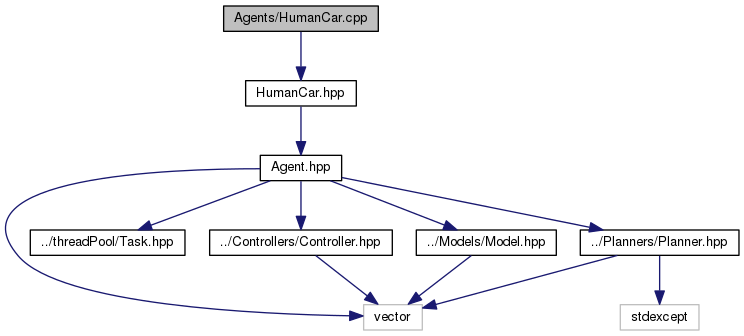 Agents/HumanCar.cpp
HumanCar.hpp
Agent.hpp
../threadPool/Task.hpp
../Controllers/Controller.hpp
../Models/Model.hpp
../Planners/Planner.hpp
vector
stdexcept